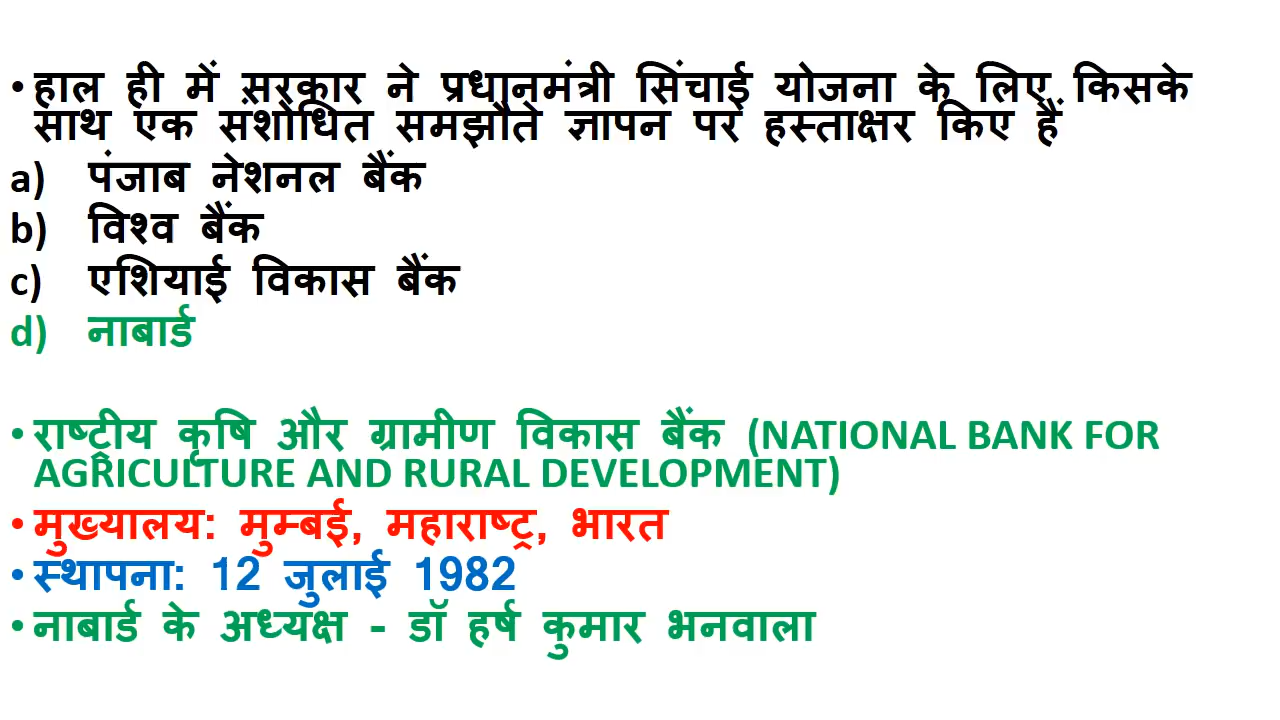 • हाल ही में सरकार ने प्रधानमंत्री सिंचाई योजना के लिए किसके
साथ एक संशोधित समझौते ज्ञापन पर हस्ताक्षर किए हैं
a) पंजाब नेशनल बैंक
b) विश्व बैंक
c) एशियाई विकास बैंक
d) नाबार्ड
• राष्ट्रीय कृषि और ग्रामीण विकास बैंक (NATIONAL BANK FOR
AGRICULTURE AND RURAL DEVELOPMENT)
• मुख्यालय: मुम्बई, महाराष्ट्र, भारत
• स्थापना: 12 जुलाई 1982
• नाबार्ड के अध्यक्ष - डॉ हर्ष कुमार भनवाला